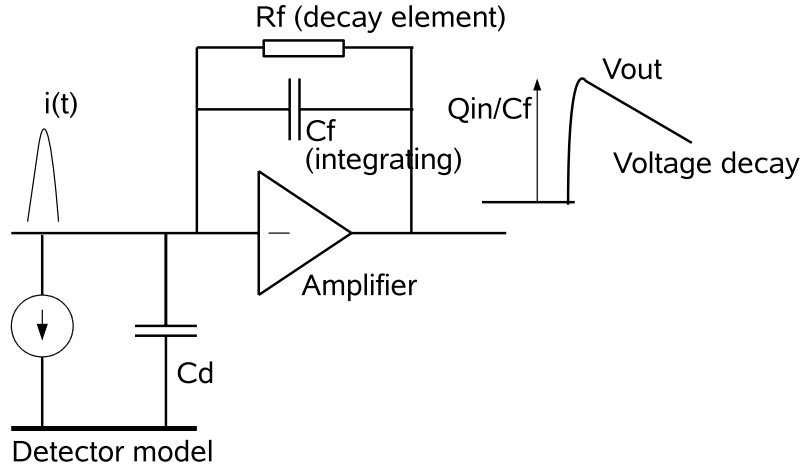 Rf (decay element)
i(t)
Cf
(integrating)
Qin/Cf
Vout
Voltage decay
Amplifier
Cd
Detector model